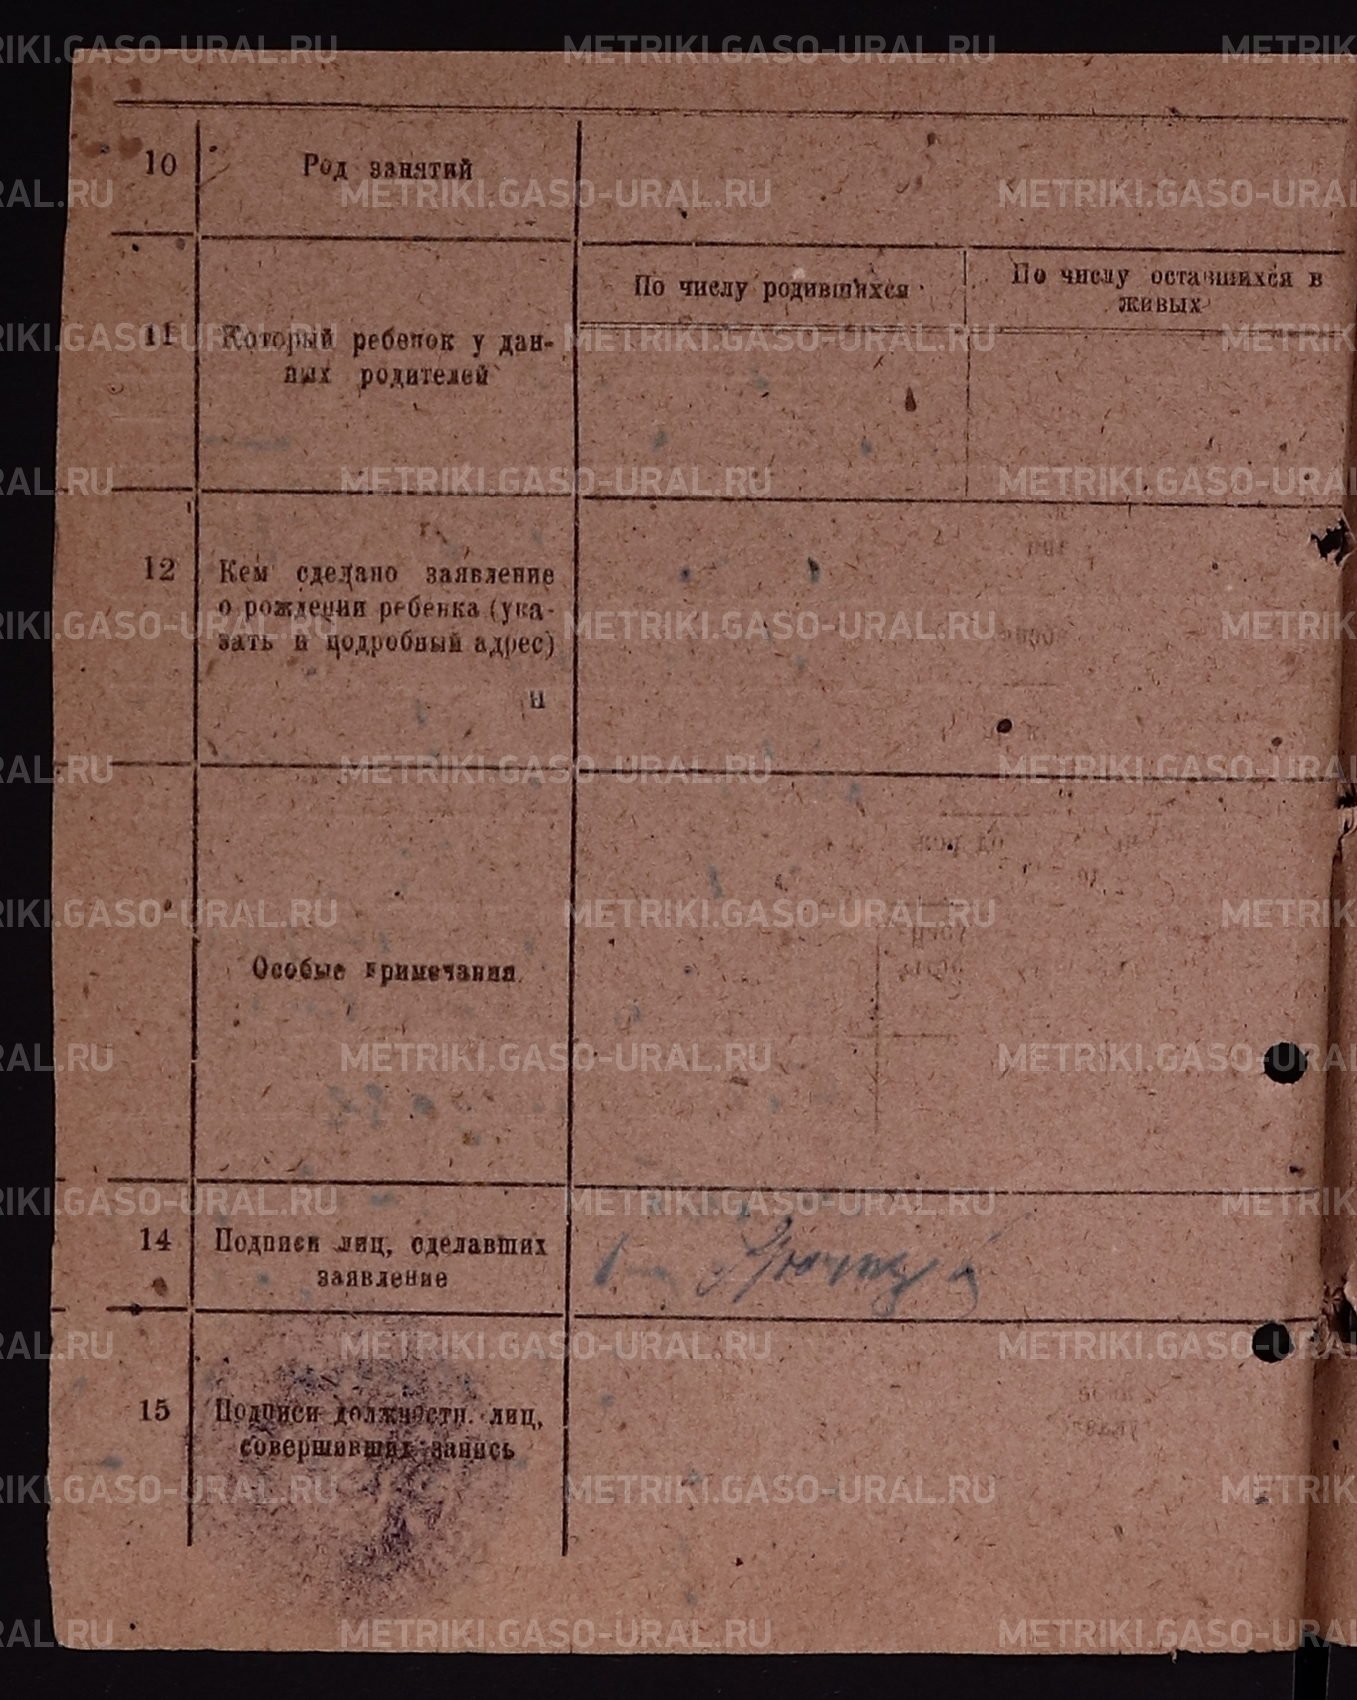 10
Род занятий
По числу родившихся
По числу оставшихся в
живых
11
Который ребенок у дан-
ных родителей
12
Кем сделано заявление
о рождении ребенка (ука-
зать и подробный адрес)
Особые примечания
14
Подписи лиц, сделавших
заявление
15
Подписи должностн. лиц,
совершивших запись
METRIKI.GASO-URAL.RU